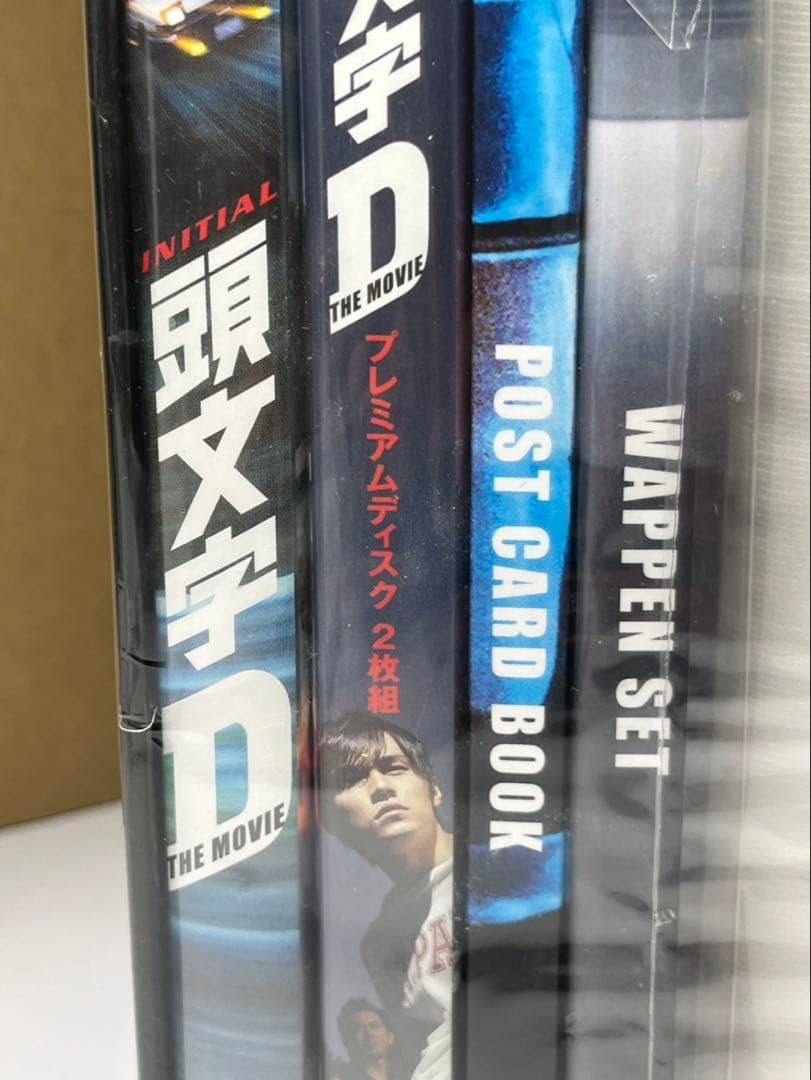 INITIAL
頭文字D
THE MOVIE
文字D
THE MOVIE
プレミアムディスク 2枚組
POST CARD BOOK
WAPPEN SET